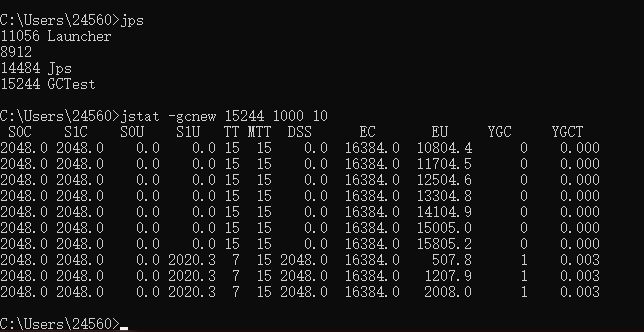 C:\Users\24560>jps
11056 Launcher
8912
14484 Jps
15244 GCTest
C:\Users\24560>jstat -gcnew 15244 1000 10
S0C S1C S0U S1U TT MTT DSS EC EU YGC YGCT
2048.0 2048.0 0.0 0.0 15 15 0.0 16384.0 10804.4 0 0.000
2048.0 2048.0 0.0 0.0 15 15 0.0 16384.0 11704.5 0 0.000
2048.0 2048.0 0.0 0.0 15 15 0.0 16384.0 12504.6 0 0.000
2048.0 2048.0 0.0 0.0 15 15 0.0 16384.0 13304.8 0 0.000
2048.0 2048.0 0.0 0.0 15 15 0.0 16384.0 14104.9 0 0.000
2048.0 2048.0 0.0 0.0 15 15 0.0 16384.0 15005.0 0 0.000
2048.0 2048.0 0.0 0.0 15 15 0.0 16384.0 15805.2 0 0.000
2048.0 2048.0 0.0 2020.3 7 15 2048.0 16384.0 507.8 1 0.003
2048.0 2048.0 0.0 2020.3 7 15 2048.0 16384.0 1207.9 1 0.003
2048.0 2048.0 0.0 2020.3 7 15 2048.0 16384.0 2008.0 1 0.003
C:\Users\24560>